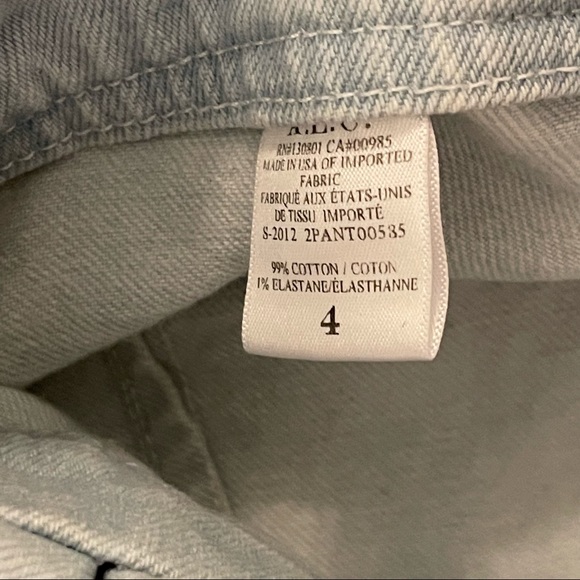 A.L.C.
RN#130801 CA#00985
MADE IN USA OF IMPORTED
FABRIC
FABRIQUÉ AUX ÉTATS-UNIS
DE TISSU IMPORTÉ
S-2012 2PANT00535
99% COTTON / COTON
1% ELASTANE/ÉLASTHANNE
4